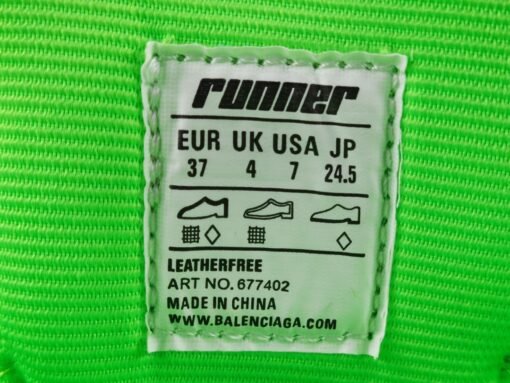 runner
EUR UK USA JP
37 4 7 24.5
LEATHERFREE
ART NO. 677402
MADE IN CHINA
WWW.BALENCIAGA.COM